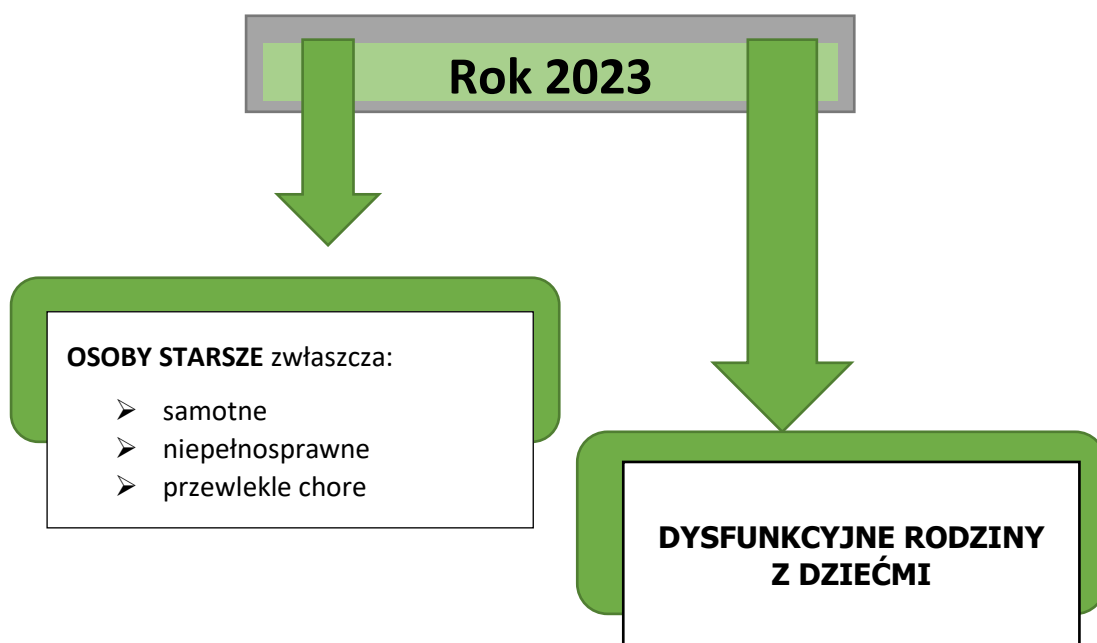 Rok 2023
OSOBY STARSZE zwłaszcza:
➢ samotne
➢ niepełnosprawne
➢ przewlekle chore
DYSFUNKCYJNE RODZINY
Z DZIEĆMI